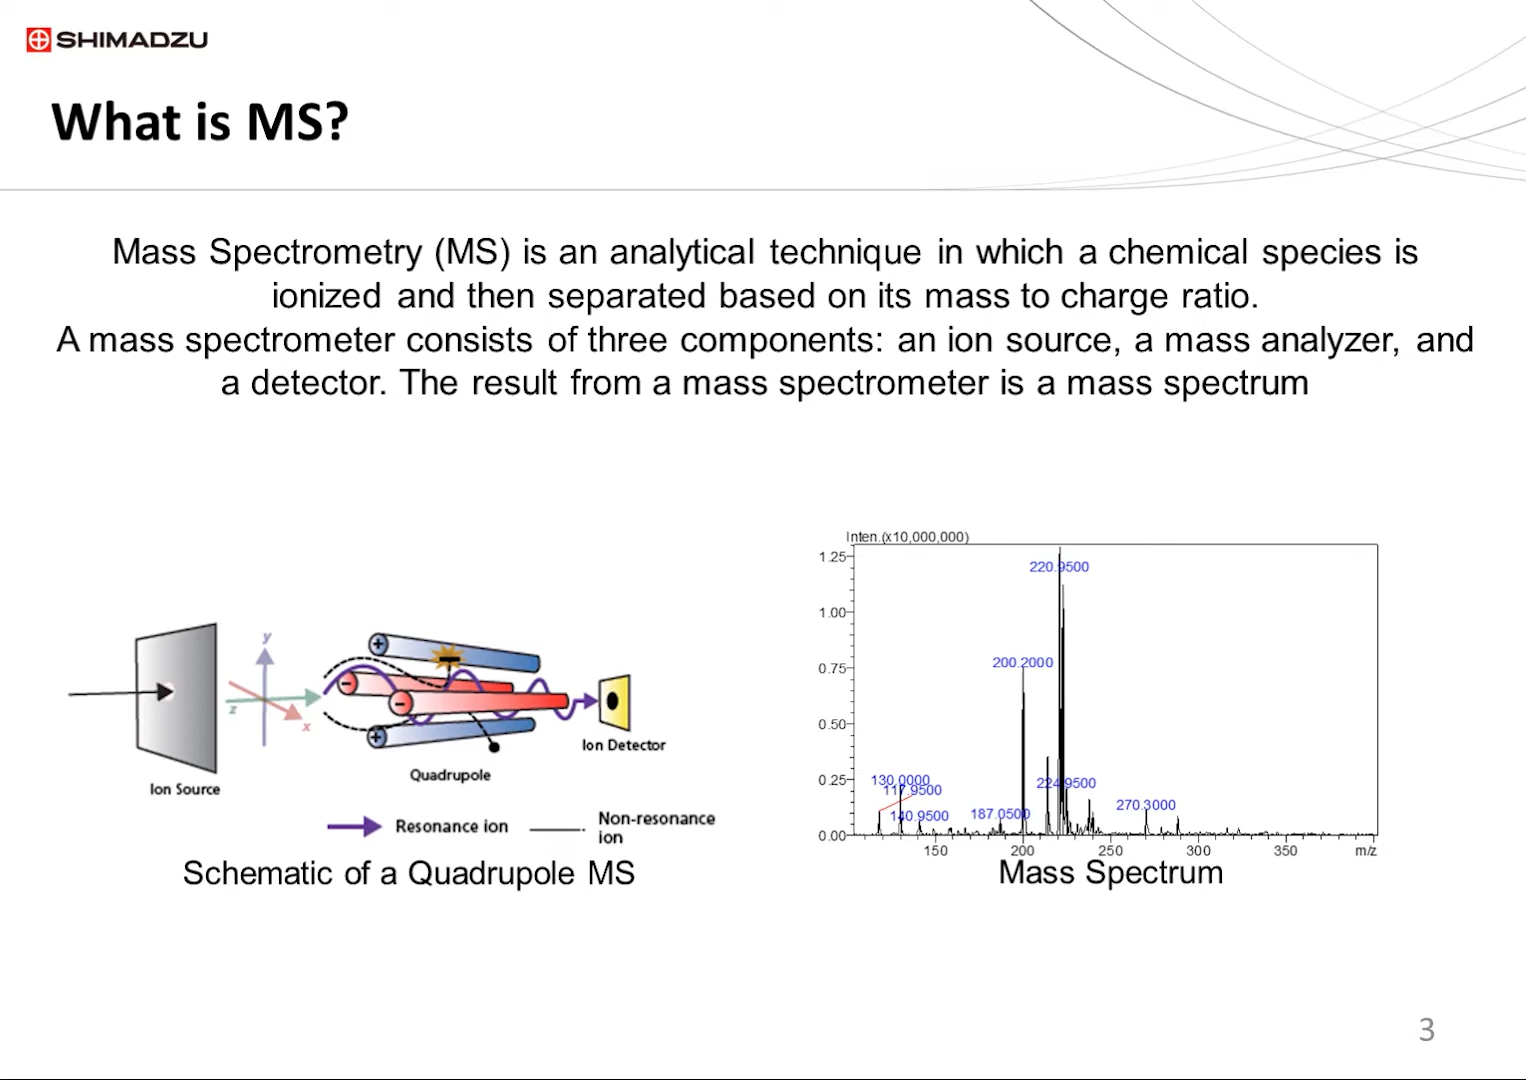 SHIMADZU
What is MS?
Mass Spectrometry (MS) is an analytical technique in which a chemical species is
ionized and then separated based on its mass to charge ratio.
A mass spectrometer consists of three components: an ion source, a mass analyzer, and
a detector. The result from a mass spectrometer is a mass spectrum
y
z
x
+
-
-
+
Ion Source
Quadrupole
Ion Detector
Resonance ion
Non-resonance
ion
Schematic of a Quadrupole MS
Inten.(x10,000,000)
1.25
220.9500
1.00
0.75
200.2000
0.50
0.25
130.0000
224.9500
117.9500
270.3000
140.9500
187.0500
0.00
150
200
250
300
350
m/z
Mass Spectrum
3